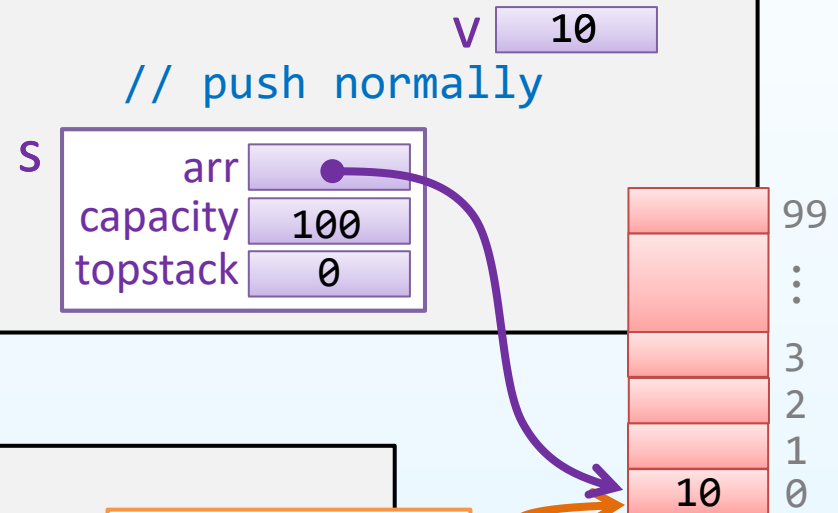 v 10
// push normally
s
arr
capacity 100
topstack 0
99
⋮
3
2
1
10 0